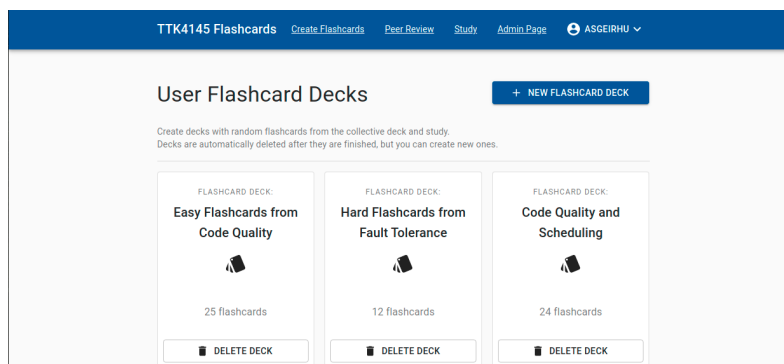 TTK4145 Flashcards Create Flashcards Peer Review Study Admin Page ASGEIRHU
User Flashcard Decks
+ NEW FLASHCARD DECK
Create decks with random flashcards from the collective deck and study.
Decks are automatically deleted after they are finished, but you can create new ones.
FLASHCARD DECK:
Easy Flashcards from
Code Quality
25 flashcards
DELETE DECK
FLASHCARD DECK:
Hard Flashcards from
Fault Tolerance
12 flashcards
DELETE DECK
FLASHCARD DECK:
Code Quality and
Scheduling
24 flashcards
DELETE DECK